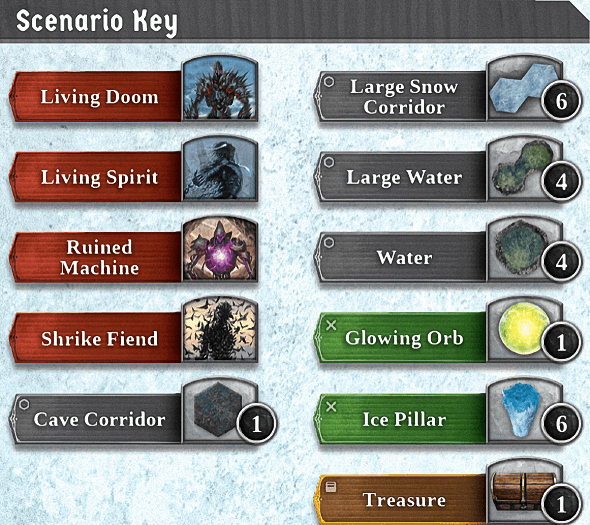 Scenario Key
Living Doom
Living Spirit
Ruined
Machine
Shrike Fiend
Cave Corridor
1
Large Snow
Corridor
6
Large Water
4
Water
4
Glowing Orb
1
Ice Pillar
6
Treasure
1